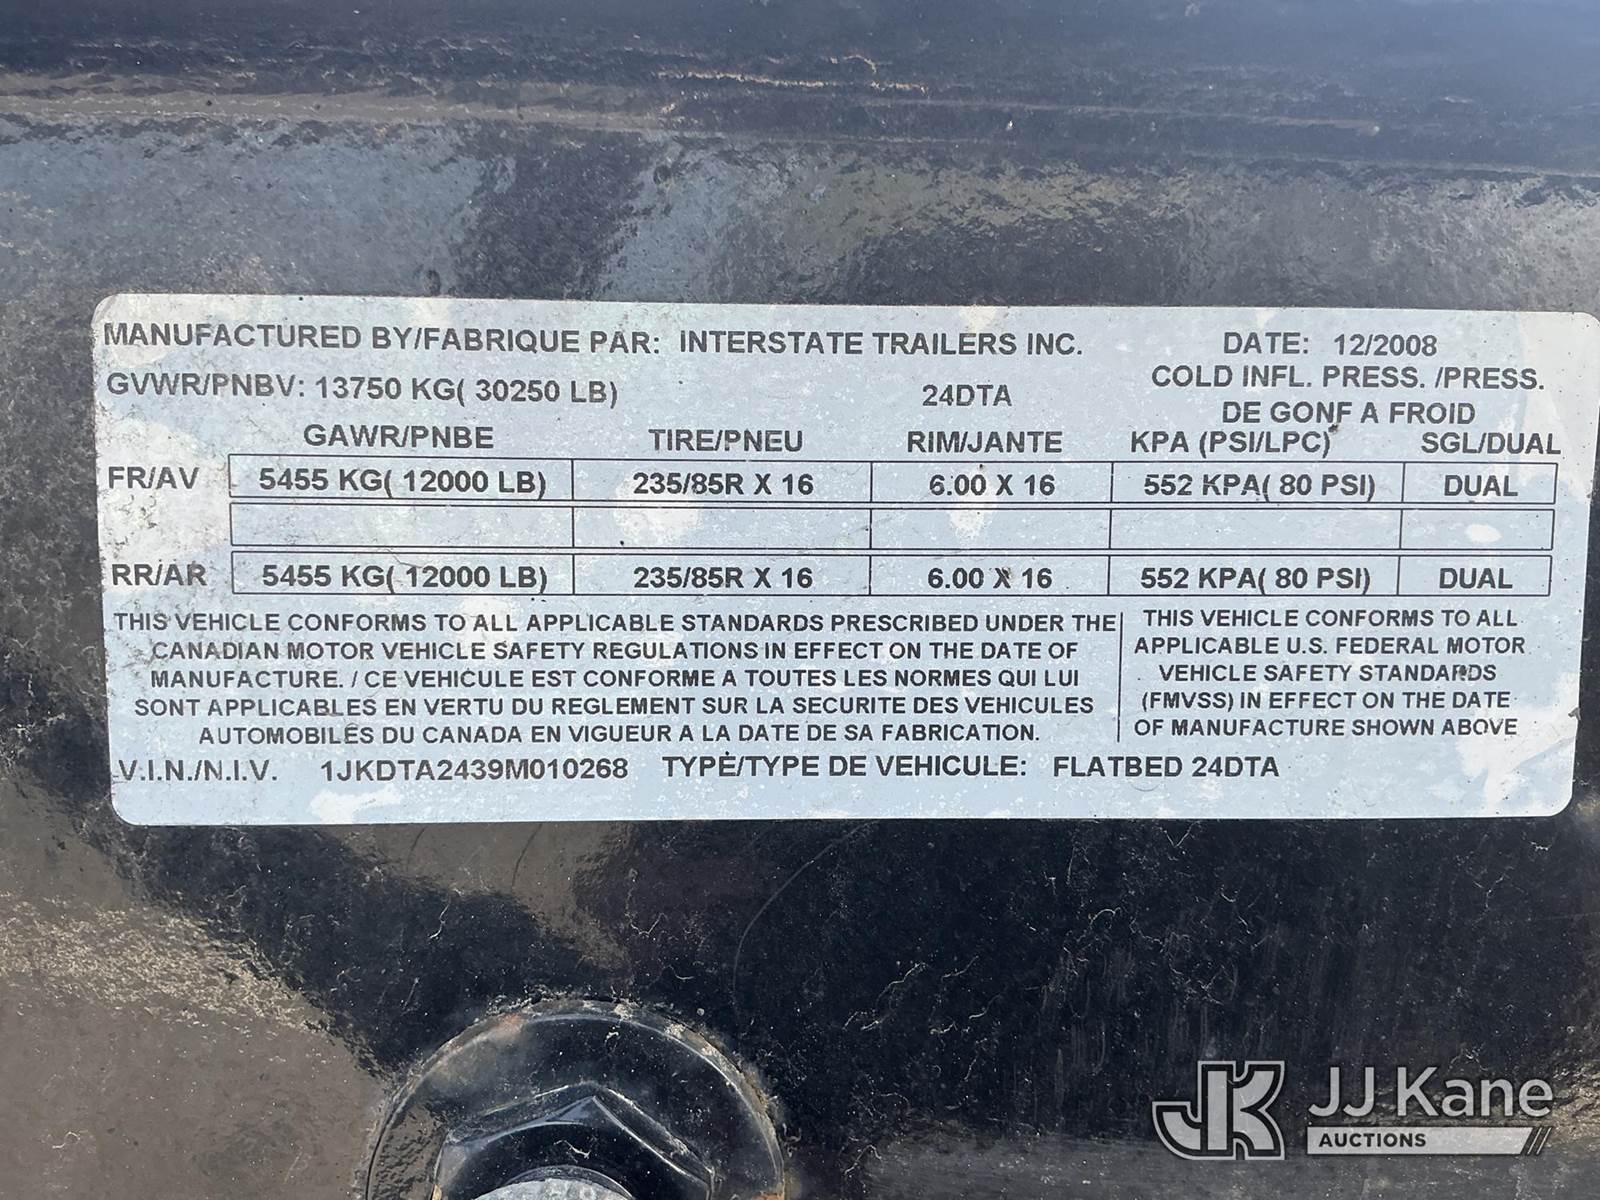 MANUFACTURED BY/FABRIQUE PAR: INTERSTATE TRAILERS INC. DATE: 12/2008
GVWR/PNBV: 13750 KG( 30250 LB) 24DTA COLD INFL. PRESS. /PRESS.
DE GONF A FROID
GAWR/PNBE TIRE/PNEU RIM/JANTE KPA (PSI/LPC) SGL/DUAL
FR/AV 5455 KG( 12000 LB) 235/85R X 16 6.00 X 16 552 KPA( 80 PSI) DUAL
RR/AR 5455 KG( 12000 LB) 235/85R X 16 6.00 X 16 552 KPA( 80 PSI) DUAL
THIS VEHICLE CONFORMS TO ALL APPLICABLE STANDARDS PRESCRIBED UNDER THE
CANADIAN MOTOR VEHICLE SAFETY REGULATIONS IN EFFECT ON THE DATE OF
MANUFACTURE. / CE VEHICULE EST CONFORME A TOUTES LES NORMES QUI LUI
SONT APPLICABLES EN VERTU DU REGLEMENT SUR LA SECURITE DES VEHICULES
AUTOMOBILES DU CANADA EN VIGUEUR A LA DATE DE SA FABRICATION.
THIS VEHICLE CONFORMS TO ALL
APPLICABLE U.S. FEDERAL MOTOR
VEHICLE SAFETY STANDARDS
(FMVSS) IN EFFECT ON THE DATE
OF MANUFACTURE SHOWN ABOVE
V.I.N./N.I.V. 1JKDTA2439M010268 TYPE/TYPE DE VEHICULE: FLATBED 24DTA
JK JJ Kane
AUCTIONS